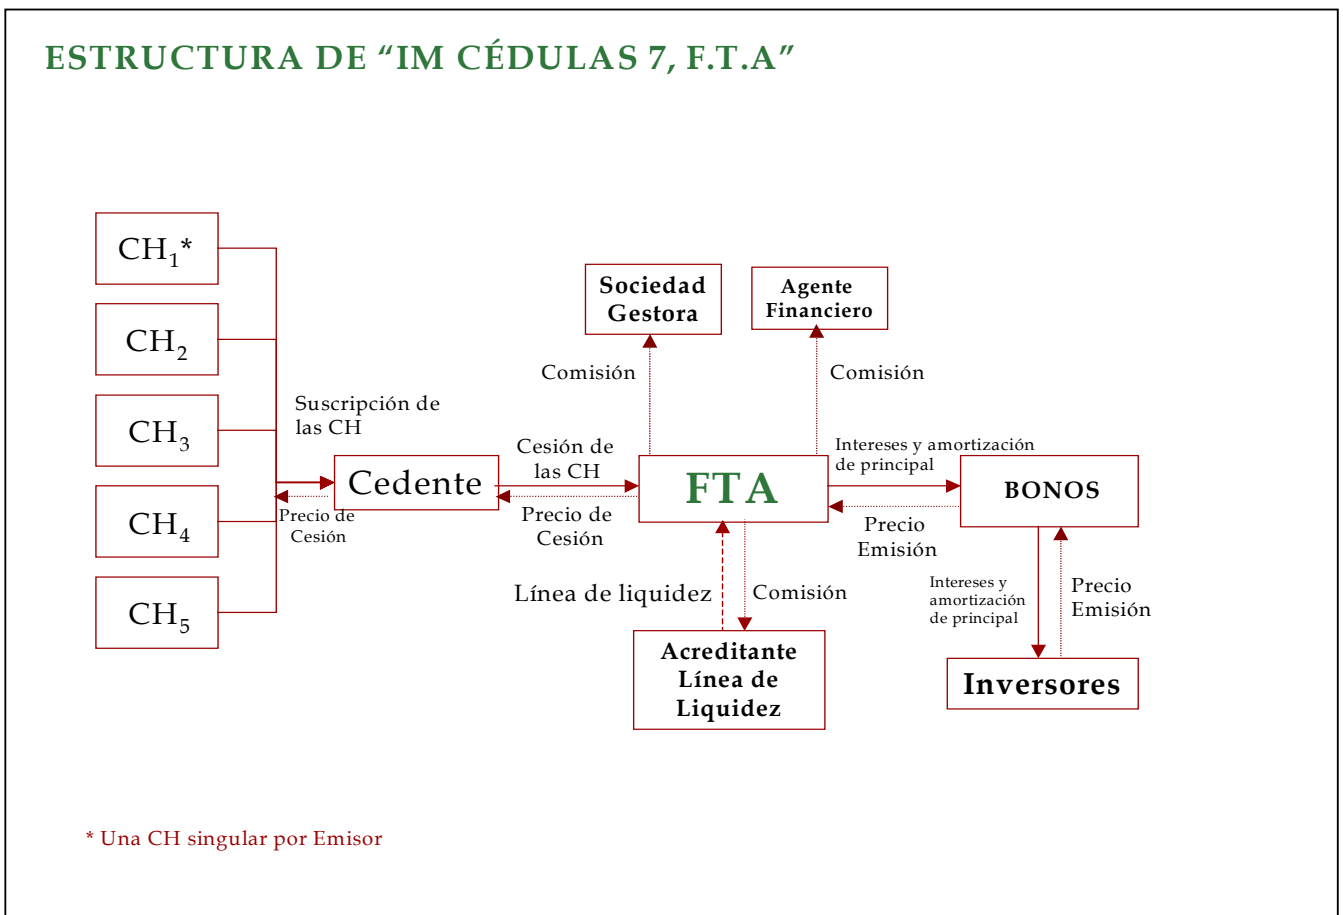 ESTRUCTURA DE “IM CÉDULAS 7, F.T.A”
CH1*
CH2
CH3
CH4
CH5
Suscripción de
las CH
Precio de
Cesión
Cedente
Cesión de
las CH
Precio de
Cesión
Sociedad
Gestora
Agente
Financiero
Comisión
Comisión
FTA
Intereses y amortización
de principal
Precio
Emisión
BONOS
Línea de liquidez
Comisión
Acreditante
Línea de
Liquidez
Intereses y
amortización
de principal
Precio
Emisión
Inversores
* Una CH singular por Emisor